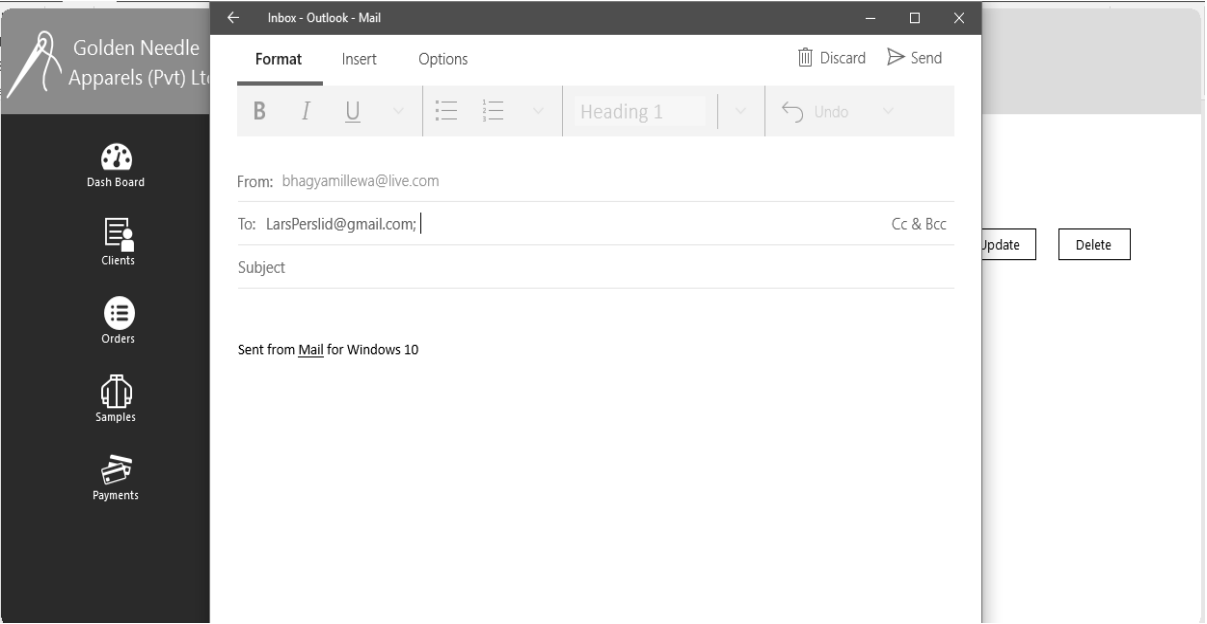 Inbox - Outlook - Mail
Golden Needle
Apparels (Pvt) Lt
Format Insert Options Discard Send
B I U Heading 1 Undo
From: bhagyamillewa@live.com
To: LarsPerslid@gmail.com; Cc & Bcc
Subject
Sent from Mail for Windows 10
Dash Board
Clients
Orders
Samples
Payments
Update Delete